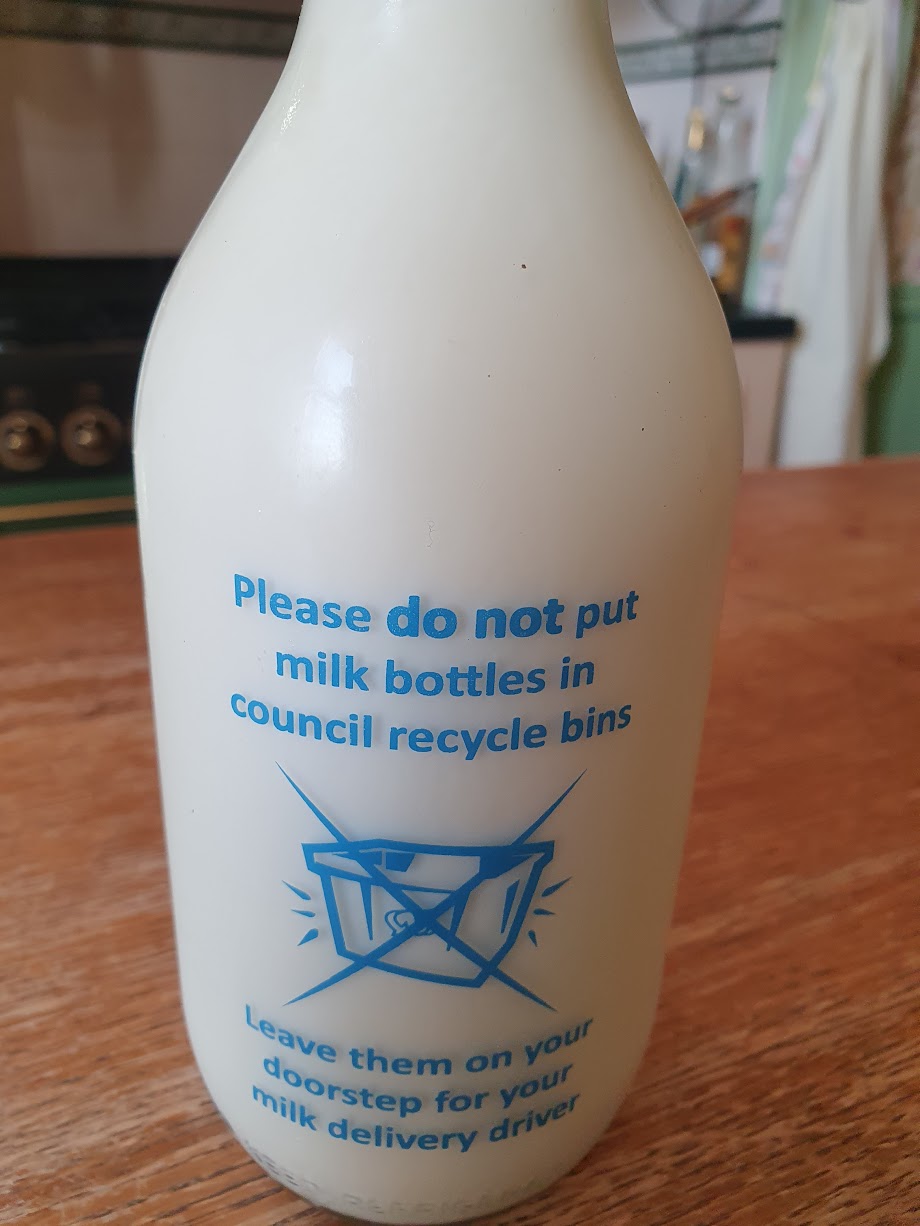 Please do not put
milk bottles in
council recycle bins
Leave them on your
doorstep for your
milk delivery driver